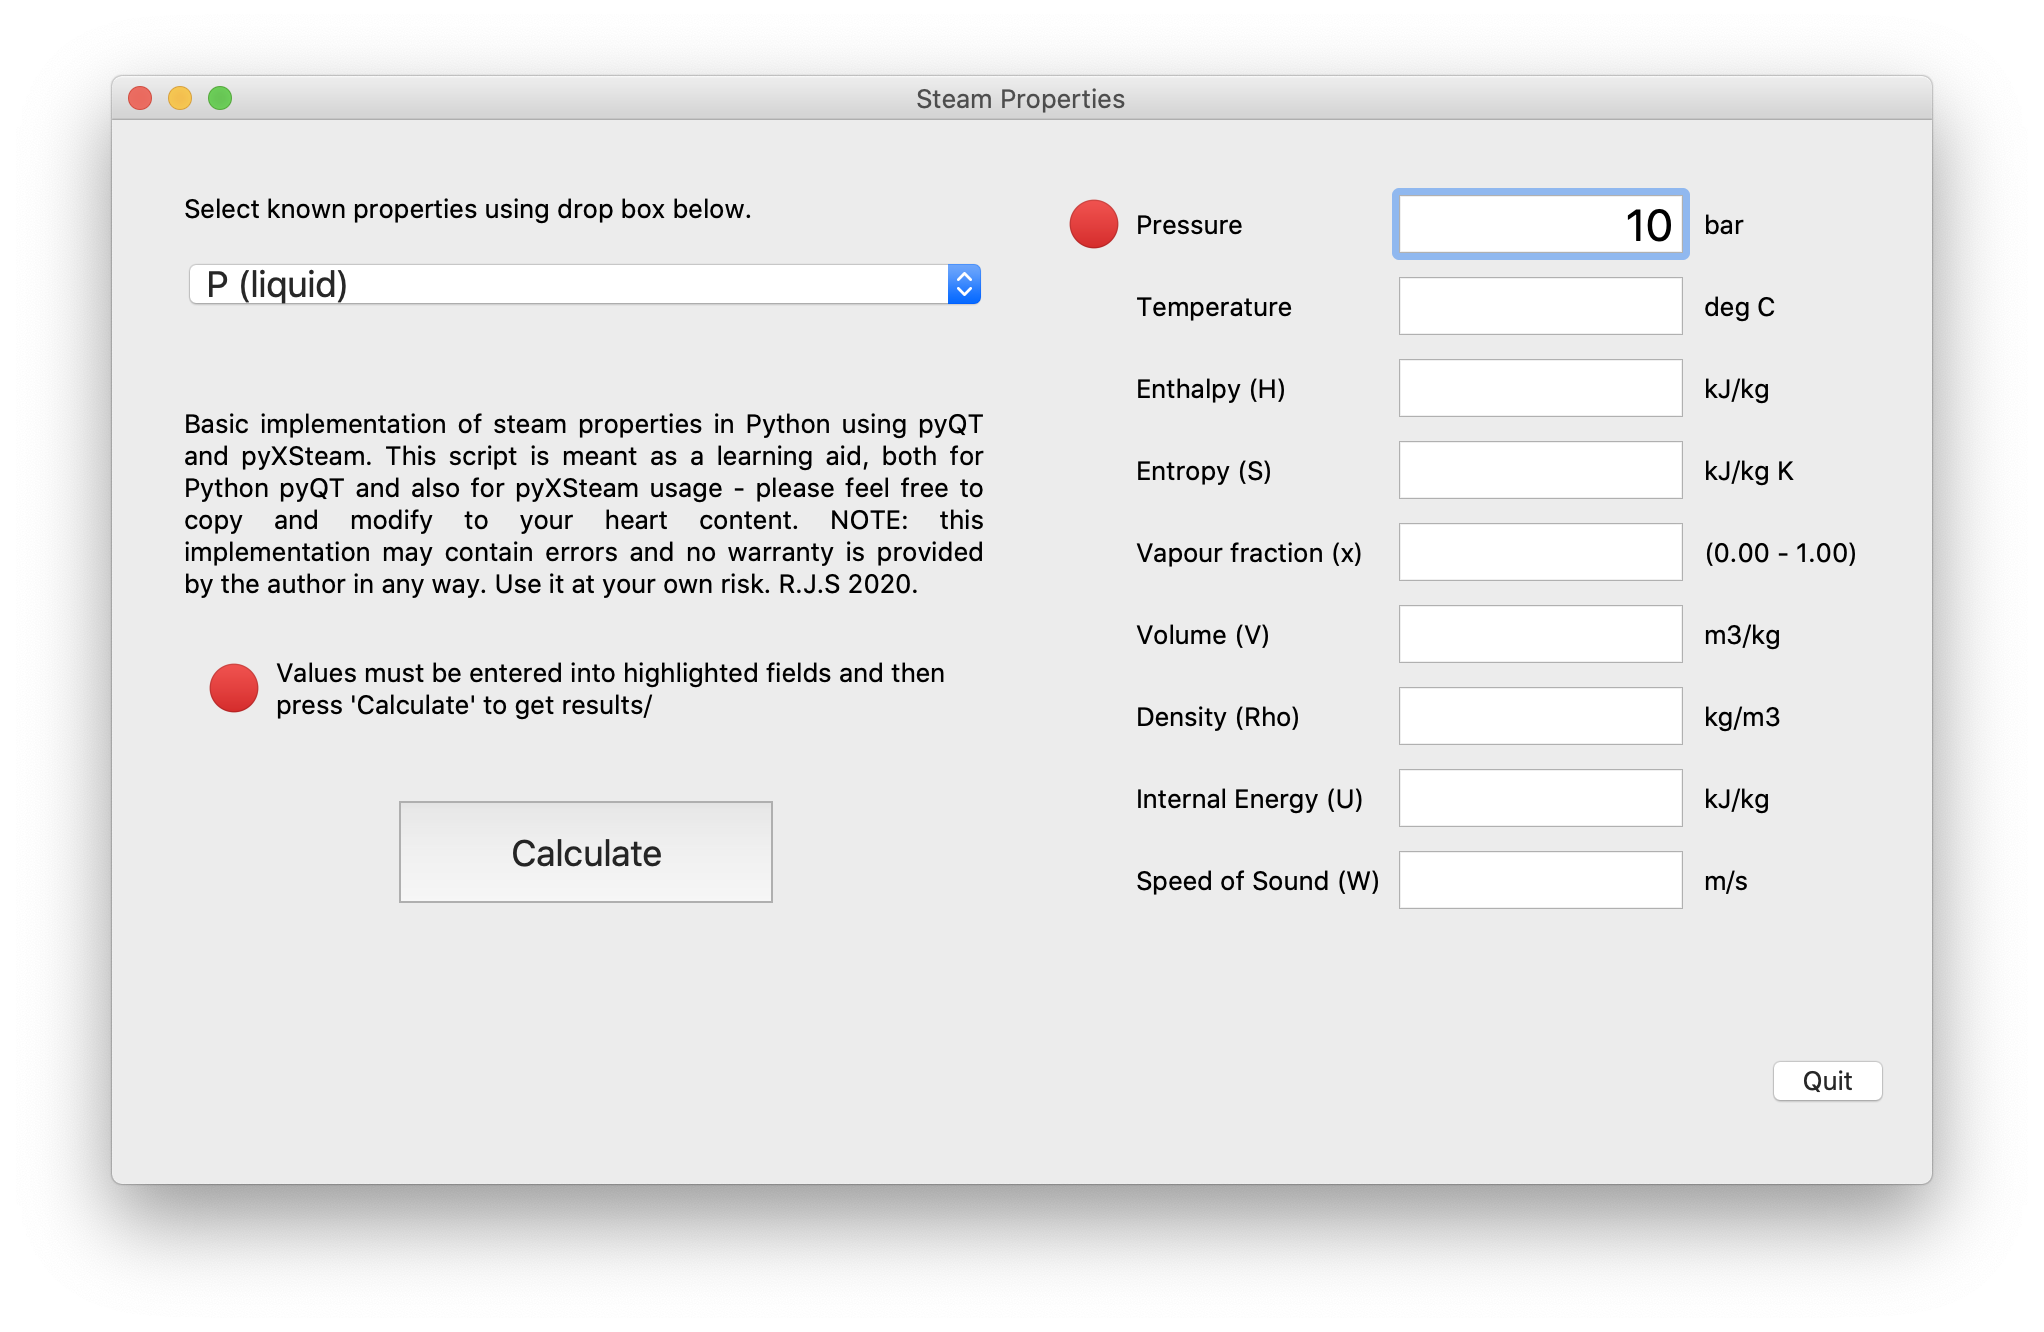 Steam Properties
Select known properties using drop box below.
P (liquid)
Basic implementation of steam properties in Python using pyQT
and pyXSteam. This script is meant as a learning aid, both for
Python pyQT and also for pyXSteam usage - please feel free to
copy and modify to your heart content. NOTE: this
implementation may contain errors and no warranty is provided
by the author in any way. Use it at your own risk. R.J.S 2020.
Values must be entered into highlighted fields and then
press 'Calculate' to get results/
Calculate
Pressure 10 bar
Temperature deg C
Enthalpy (H) kJ/kg
Entropy (S) kJ/kg K
Vapour fraction (x) (0.00 - 1.00)
Volume (V) m3/kg
Density (Rho) kg/m3
Internal Energy (U) kJ/kg
Speed of Sound (W) m/s
Quit